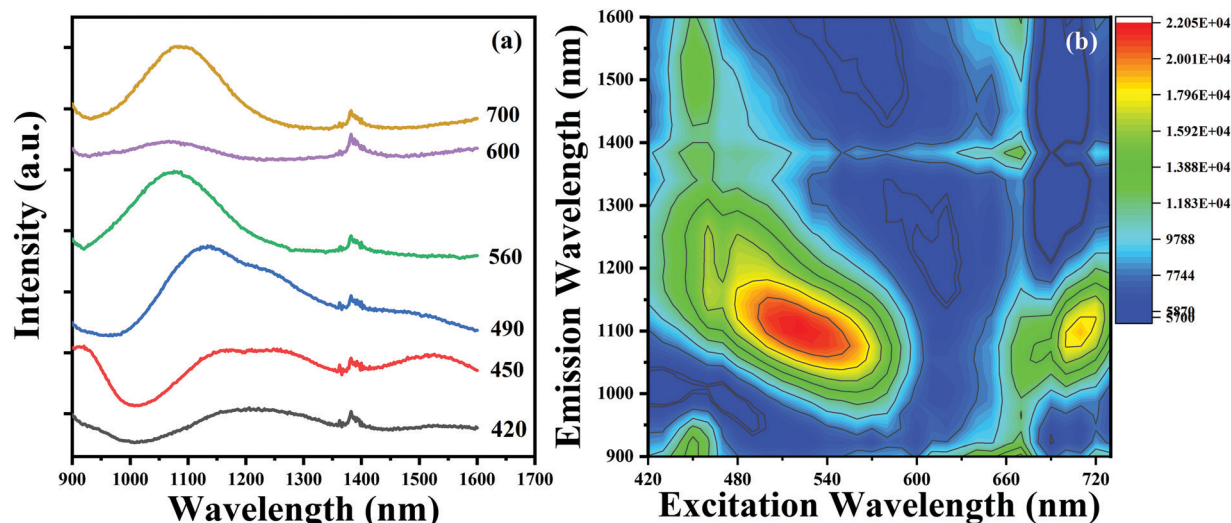 (a)
700
600
560
490
450
420
Intensity (a.u.)
900 1000 1100 1200 1300 1400 1500 1600 1700
Wavelength (nm)
(b)
1600
1500
1400
1300
1200
1100
1000
900
Emission Wavelength (nm)
420 480 540 600 660 720
Excitation Wavelength (nm)
2.205E+04
2.001E+04
1.796E+04
1.592E+04
1.388E+04
1.183E+04
9788
7744
5870
5700